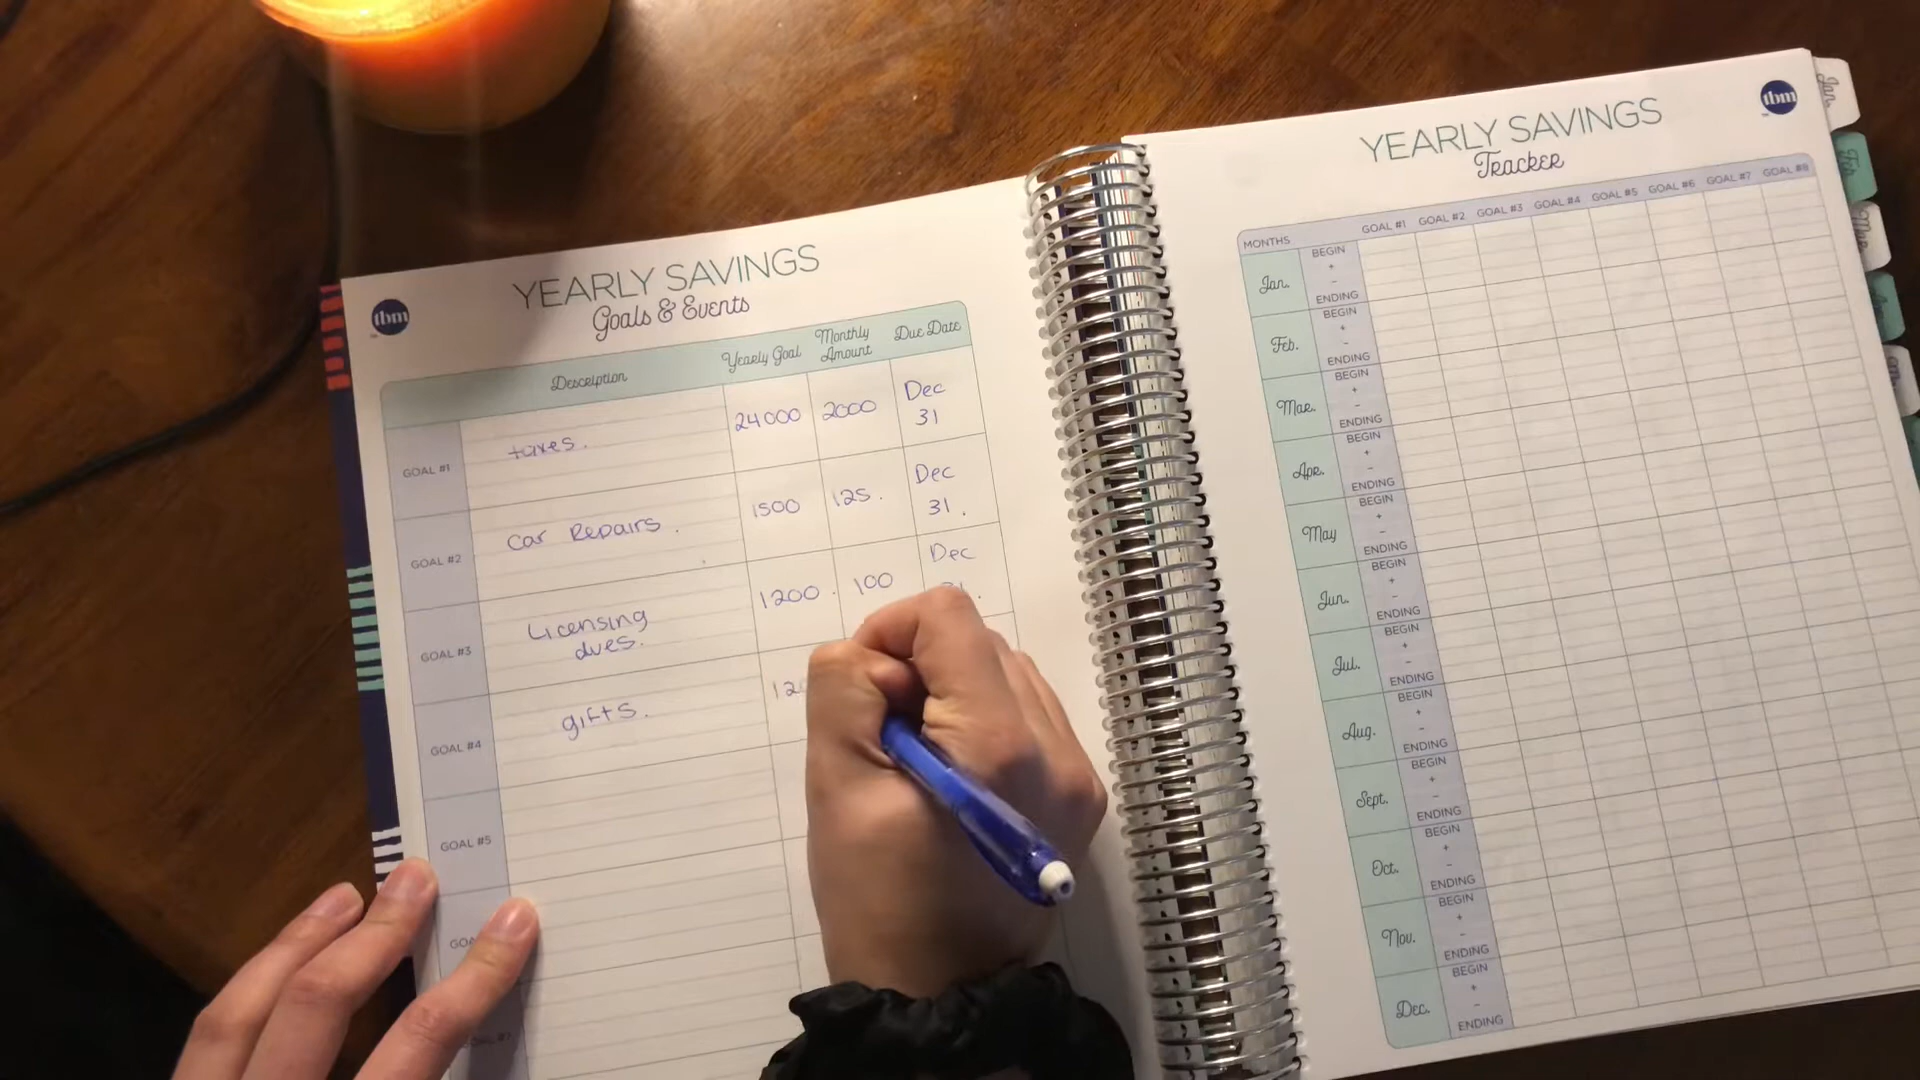 YEARLY SAVINGS
Goals & Events
tbm
Description Yearly Goal Monthly Amount Due Date
GOAL #1 taxes. 24000 2000 Dec 31
GOAL #2 Car Repairs. 1500 125. Dec 31.
GOAL #3 Licensing dues. 1200. 100 Dec
GOAL #4 gifts.
GOAL #5
YEARLY SAVINGS
Tracker
tbm
MONTHS GOAL #1 GOAL #2 GOAL #3 GOAL #4 GOAL #5 GOAL #6 GOAL #7 GOAL #8
Jan. BEGIN + - ENDING
Feb. BEGIN + - ENDING
Mar. BEGIN + - ENDING
Apr. BEGIN + - ENDING
May BEGIN + - ENDING
Jun. BEGIN + - ENDING
Jul. BEGIN + - ENDING
Aug. BEGIN + - ENDING
Sept. BEGIN + - ENDING
Oct. BEGIN + - ENDING
Nov. BEGIN + - ENDING
Dec. BEGIN + - ENDING
Jan.
Feb.
Mar.